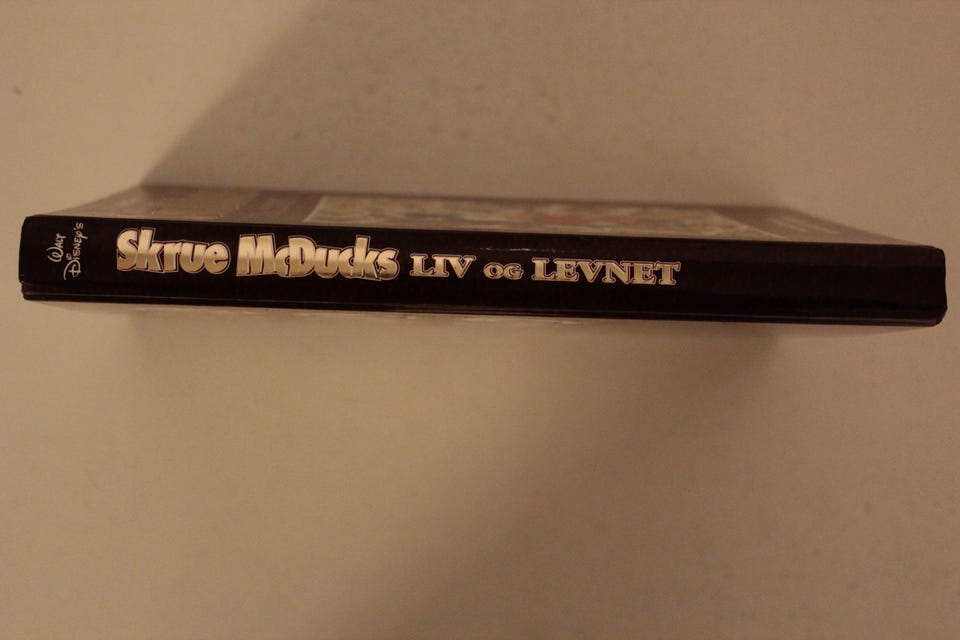 WALT
DISNEY'S
Skrue McDucks LIV OG LEVNET